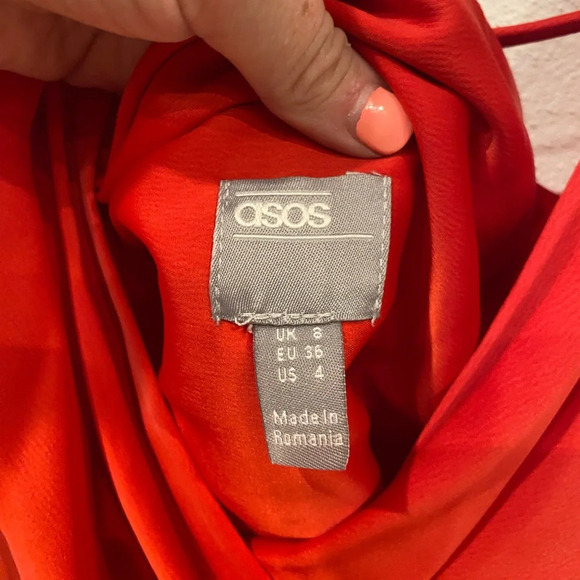 asos
UK 8
EU 36
US 4
Made In
Romania